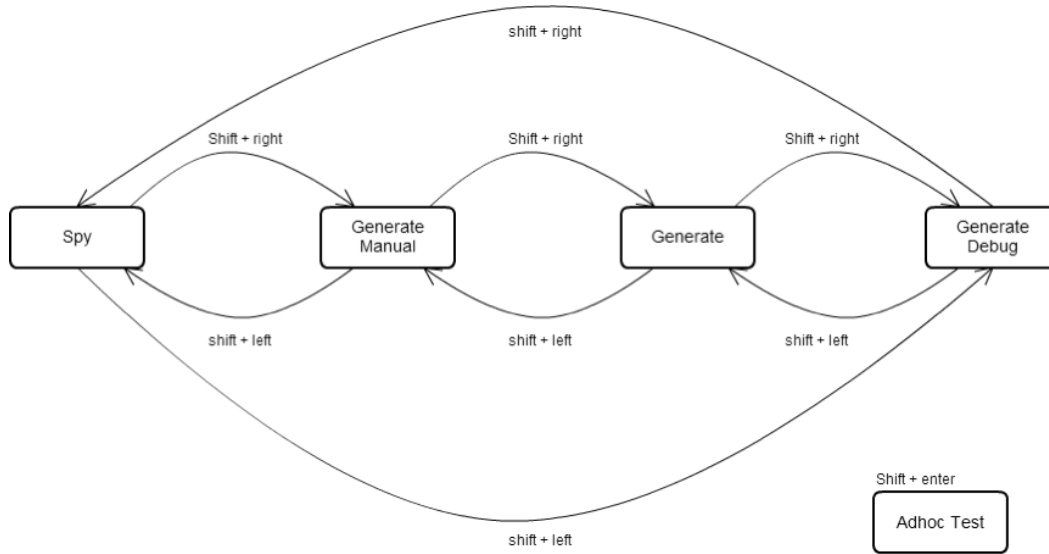 shift + right
Shift + right
Shift + right
Shift + right
Spy
Generate
Manual
Generate
Generate
Debug
shift + left
shift + left
shift + left
Shift + enter
Adhoc Test
shift + left